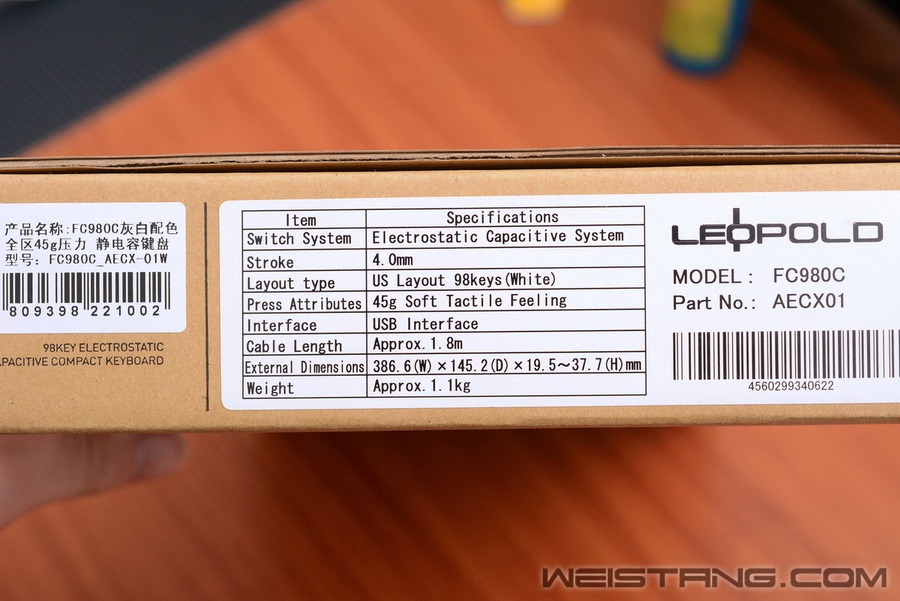 产品名称:FC980C灰白配色
全区45g压力 静电容键盘
型号: FC980C_AECX-01W
809398 221002
98KEY ELECTROSTATIC
COMPACT KEYBOARD
Item Specifications
Switch System Electrostatic Capacitive System
Stroke 4.0mm
Layout type US Layout 98keys(White)
Press Attributes 45g Soft Tactile Feeling
Interface USB Interface
Cable Length Approx.1.8m
External Dimensions 386.6(W)×145.2(D)×19.5～37.7(H)mm
Weight Approx.1.1kg
LEOPOLD
MODEL : FC980C
Part No.: AECX01
4560299340622
WEISTANG.COM